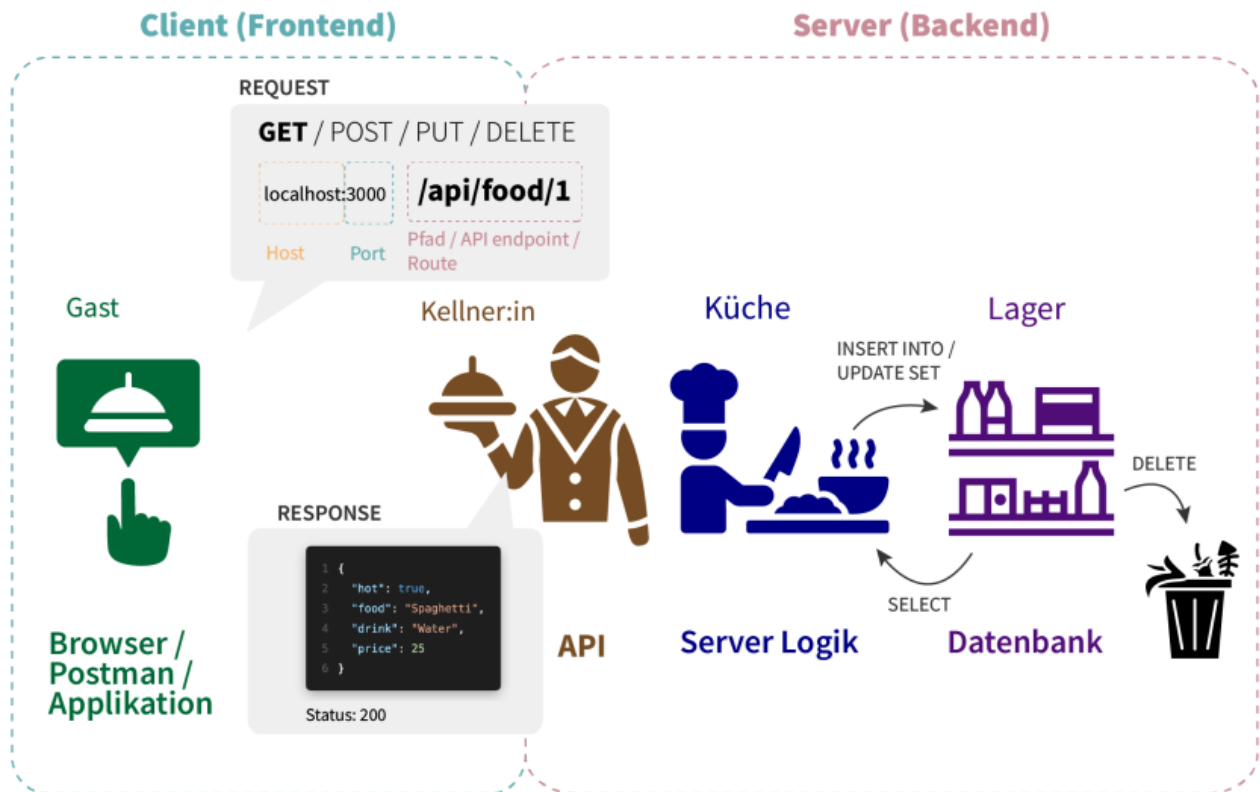 Client (Frontend)
Server (Backend)
REQUEST
GET / POST / PUT / DELETE
localhost:3000
/api/food/1
Host
Port
Pfad / API endpoint /
Route
Gast
Kellner:in
Küche
Lager
INSERT INTO /
UPDATE SET
DELETE
SELECT
RESPONSE
1 {
2 "hot": true,
3 "food": "Spaghetti",
4 "drink": "Water",
5 "price": 25
6 }
Status: 200
Browser /
Postman /
Applikation
API
Server Logik
Datenbank